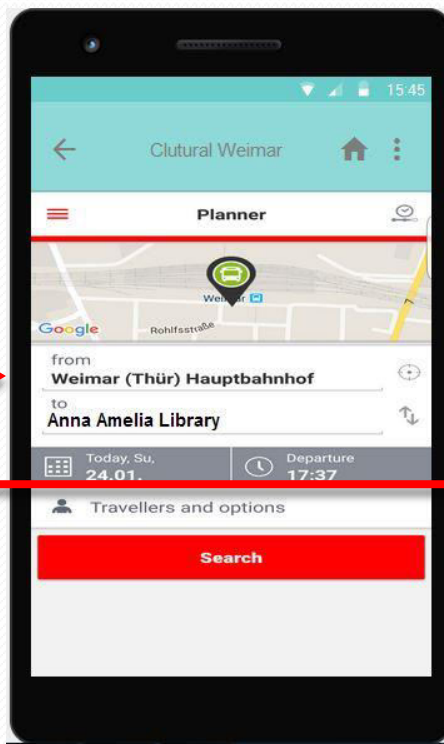 15:45
Clutural Weimar
Planner
Weimar
Google
Rohlfsstraße
from
Weimar (Thür) Hauptbahnhof
to
Anna Amelia Library
Today, Su,
24.01.
Departure
17:37
Travellers and options
Search